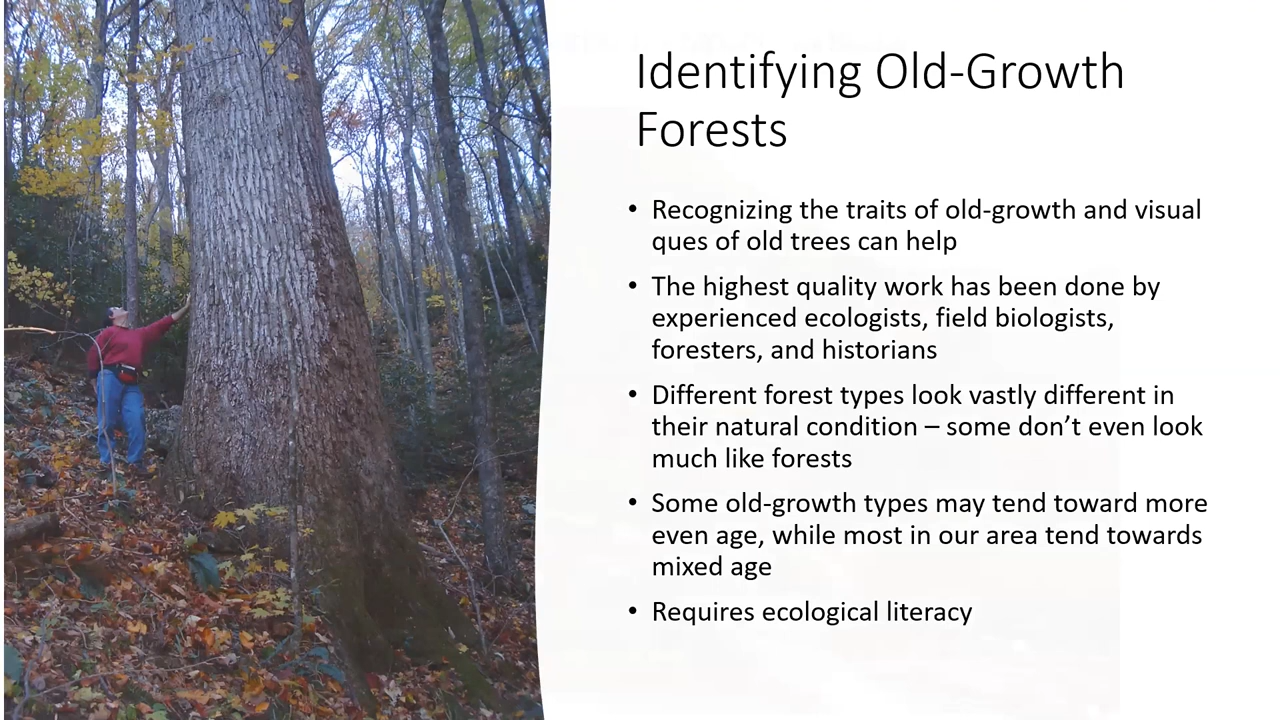 Identifying Old-Growth
Forests
• Recognizing the traits of old-growth and visual
ques of old trees can help
• The highest quality work has been done by
experienced ecologists, field biologists,
foresters, and historians
• Different forest types look vastly different in
their natural condition – some don’t even look
much like forests
• Some old-growth types may tend toward more
even age, while most in our area tend towards
mixed age
• Requires ecological literacy